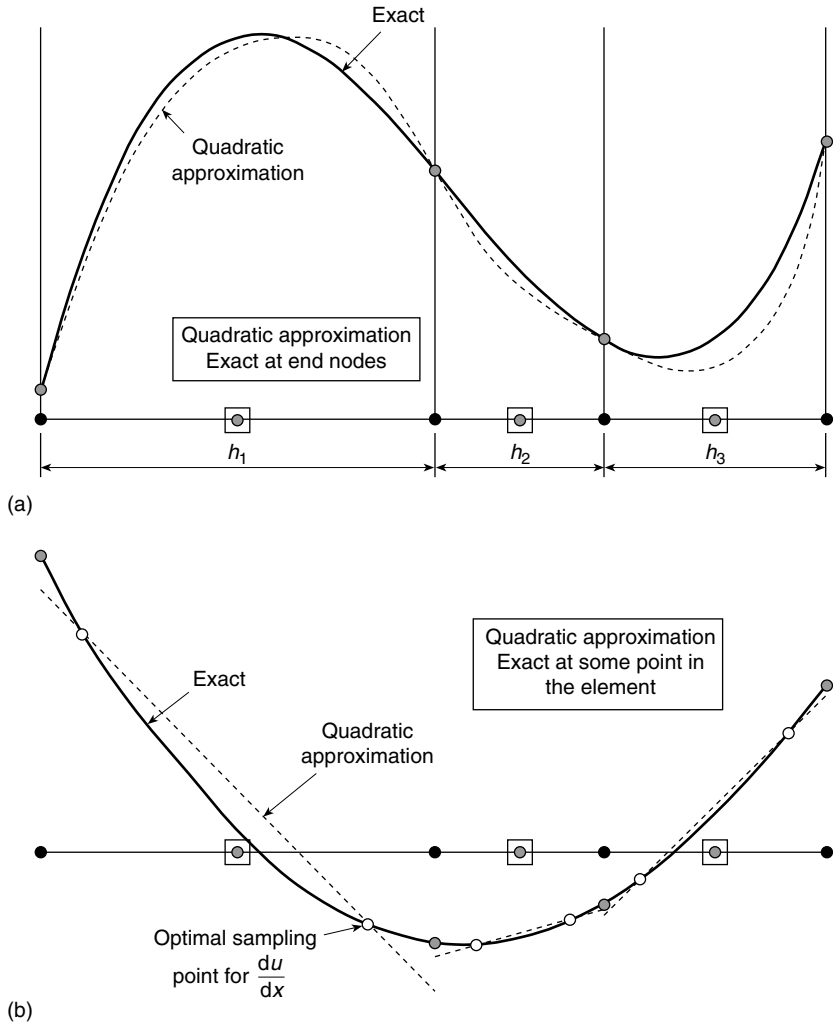 Exact
Quadratic
approximation
Quadratic approximation
Exact at end nodes
h₁
h₂
h₃
(a)
Quadratic approximation
Exact at some point in
the element
Exact
Quadratic
approximation
Optimal sampling
point for du/dx
(b)